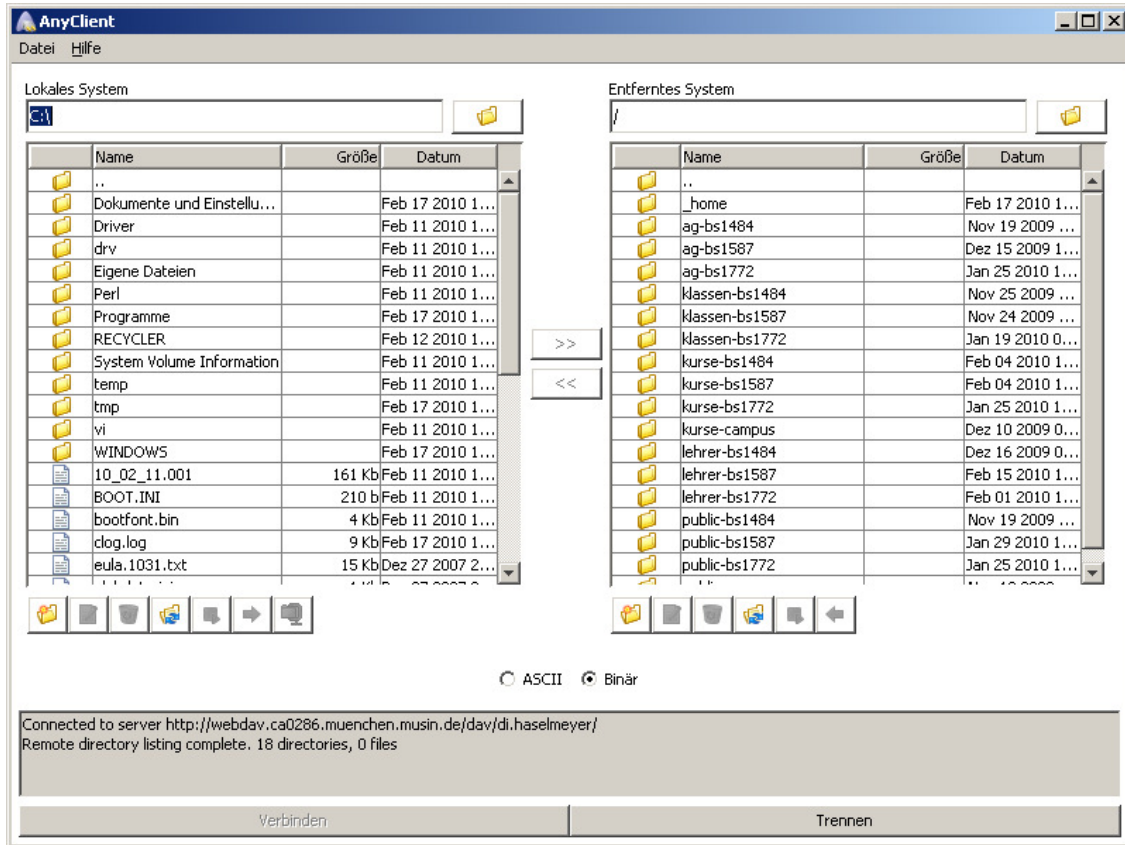 AnyClient
Datei Hilfe
Lokales System
C:\
Name Größe Datum
..
Dokumente und Einstellu... Feb 17 2010 1...
Driver Feb 11 2010 1...
drv Feb 11 2010 1...
Eigene Dateien Feb 11 2010 1...
Perl Feb 11 2010 1...
Programme Feb 17 2010 1...
RECYCLER Feb 12 2010 1...
System Volume Information Feb 11 2010 1...
temp Feb 11 2010 1...
tmp Feb 17 2010 1...
vi Feb 11 2010 1...
WINDOWS Feb 17 2010 1...
10_02_11.001 161 Kb Feb 11 2010 1...
BOOT.INI 210 b Feb 11 2010 1...
bootfont.bin 4 Kb Feb 11 2010 1...
clog.log 9 Kb Feb 17 2010 1...
eula.1031.txt 15 Kb Dez 27 2007 2...
>>
<<
Entferntes System
/
Name Größe Datum
..
_home Feb 17 2010 1...
ag-bs1484 Nov 19 2009 ...
ag-bs1587 Dez 15 2009 1...
ag-bs1772 Jan 25 2010 1...
klassen-bs1484 Nov 25 2009 ...
klassen-bs1587 Nov 24 2009 ...
klassen-bs1772 Jan 19 2010 0...
kurse-bs1484 Feb 04 2010 1...
kurse-bs1587 Feb 04 2010 1...
kurse-bs1772 Jan 25 2010 1...
kurse-campus Dez 10 2009 0...
lehrer-bs1484 Dez 16 2009 0...
lehrer-bs1587 Feb 15 2010 1...
lehrer-bs1772 Feb 01 2010 1...
public-bs1484 Nov 19 2009 ...
public-bs1587 Jan 29 2010 1...
public-bs1772 Jan 25 2010 1...
ASCII Binär
Connected to server http://webdav.ca0286.muenchen.musin.de/dav/di.haselmeyer/
Remote directory listing complete. 18 directories, 0 files
Verbinden Trennen